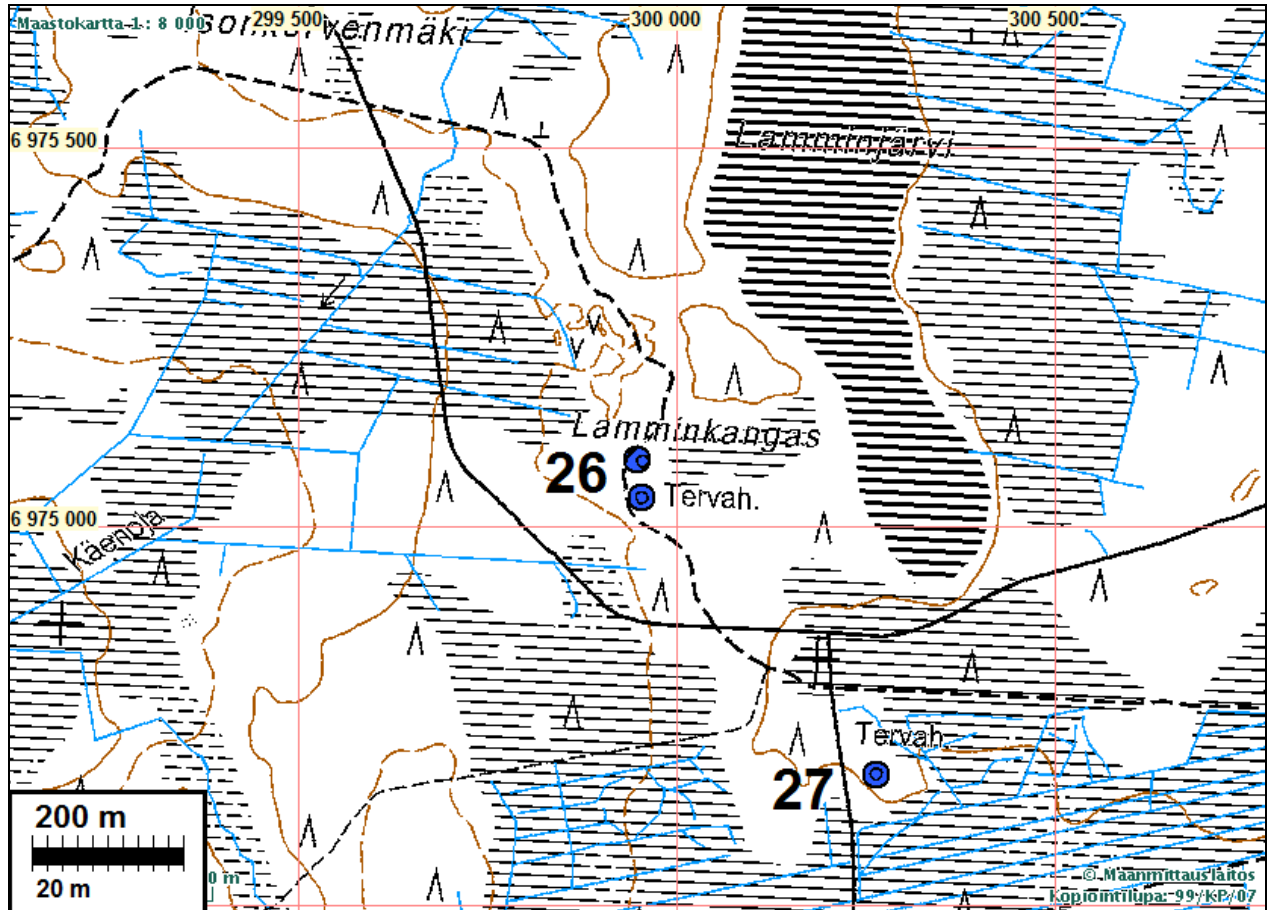 Maastokartta 1 : 8 000
299 500
300 000
300 500
6 975 500
Lamminjärvi
Lamminkangas
26
Tervah.
6 975 000
Käenoja
Tervah.
27
200 m
20 m
0 m
© Maanmittauslaitos
Kopiointilupa: 99/KP/07